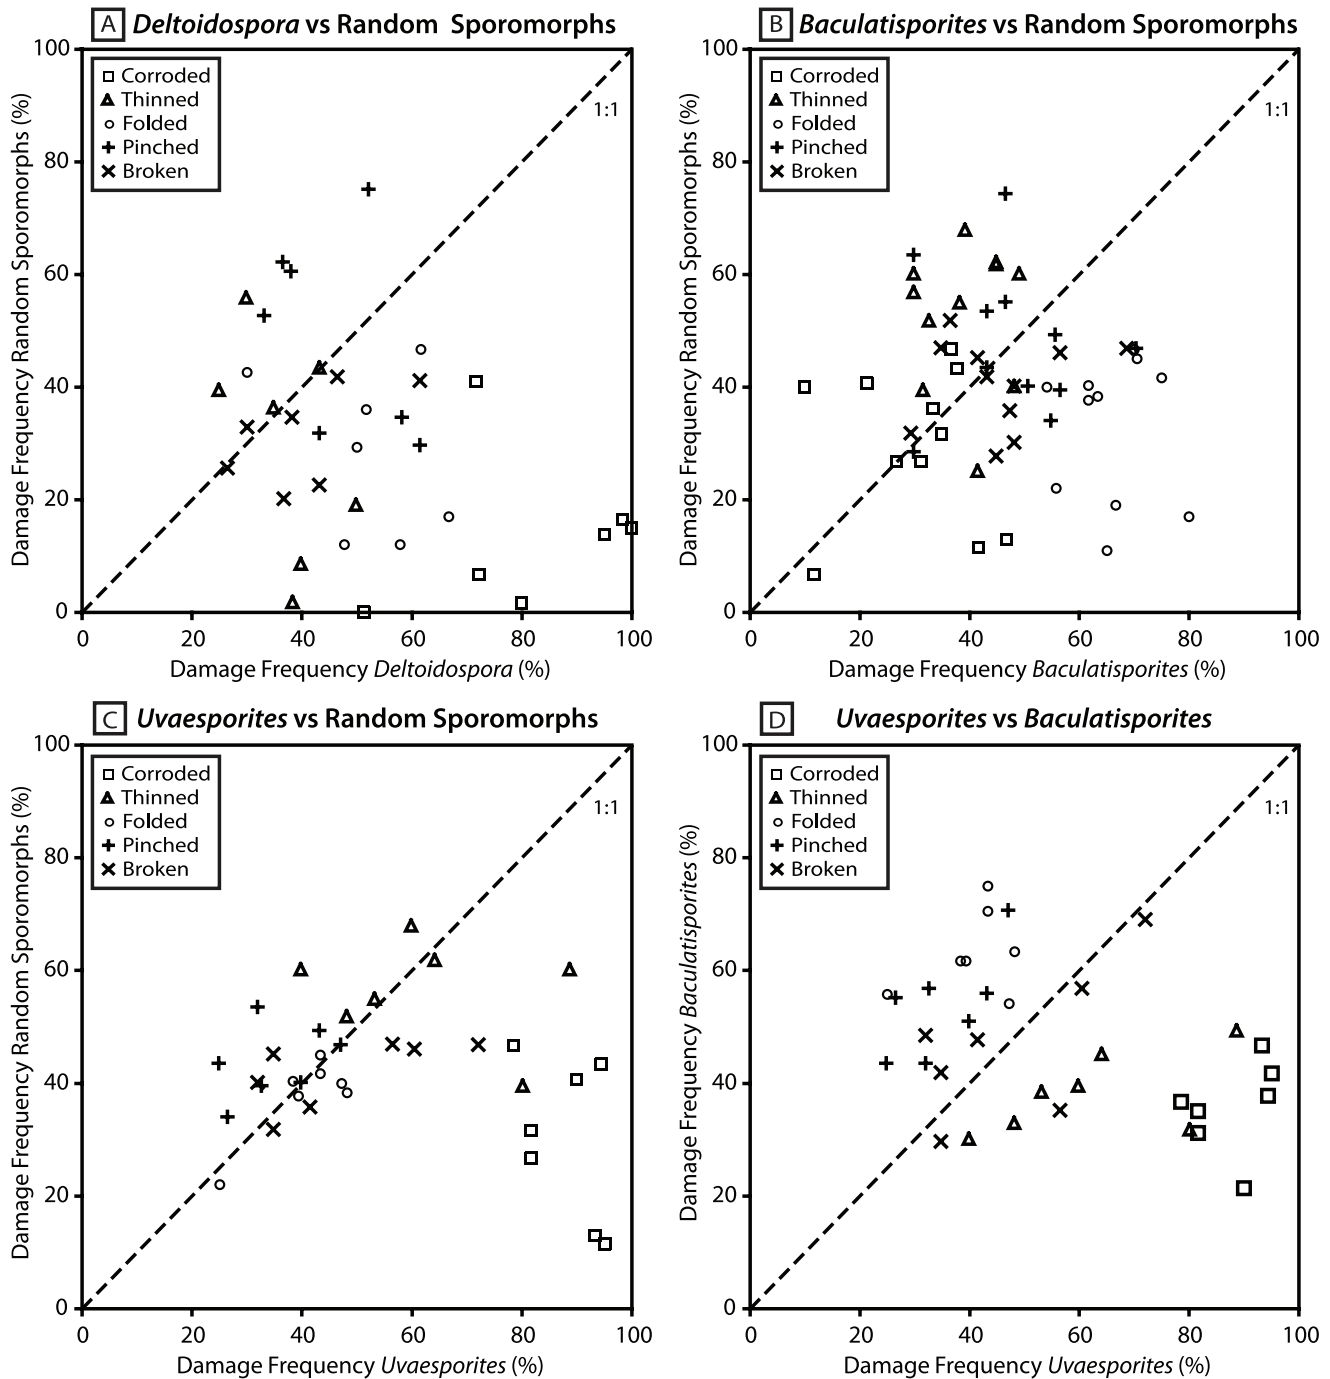 A Deltoidospora vs Random Sporomorphs
100
80
60
40
20
0
Damage Frequency Random Sporomorphs (%)
Corroded
Thinned
Folded
Pinched
Broken
1:1
0 20 40 60 80 100
Damage Frequency Deltoidospora (%)
B Baculatisporites vs Random Sporomorphs
100
80
60
40
20
0
Damage Frequency Random Sporomorphs (%)
Corroded
Thinned
Folded
Pinched
Broken
1:1
0 20 40 60 80 100
Damage Frequency Baculatisporites (%)
C Uvaesporites vs Random Sporomorphs
100
80
60
40
20
0
Damage Frequency Random Sporomorphs (%)
Corroded
Thinned
Folded
Pinched
Broken
1:1
0 20 40 60 80 100
Damage Frequency Uvaesporites (%)
D Uvaesporites vs Baculatisporites
100
80
60
40
20
0
Damage Frequency Baculatisporites (%)
Corroded
Thinned
Folded
Pinched
Broken
1:1
0 20 40 60 80 100
Damage Frequency Uvaesporites (%)